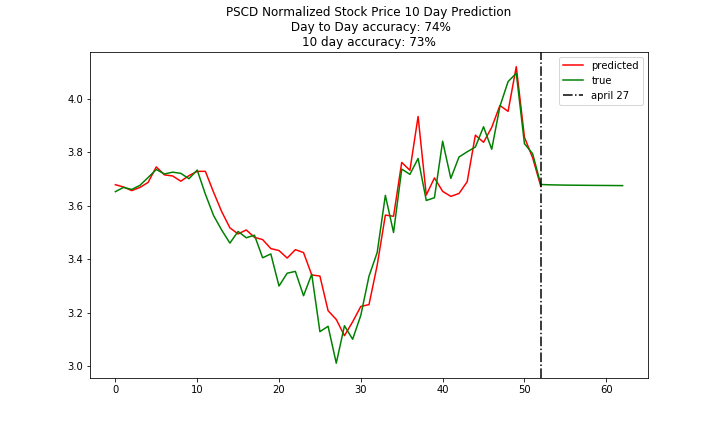 PSCD Normalized Stock Price 10 Day Prediction
Day to Day accuracy: 74%
10 day accuracy: 73%
predicted
true
april 27
4.0
3.8
3.6
3.4
3.2
3.0
0 10 20 30 40 50 60